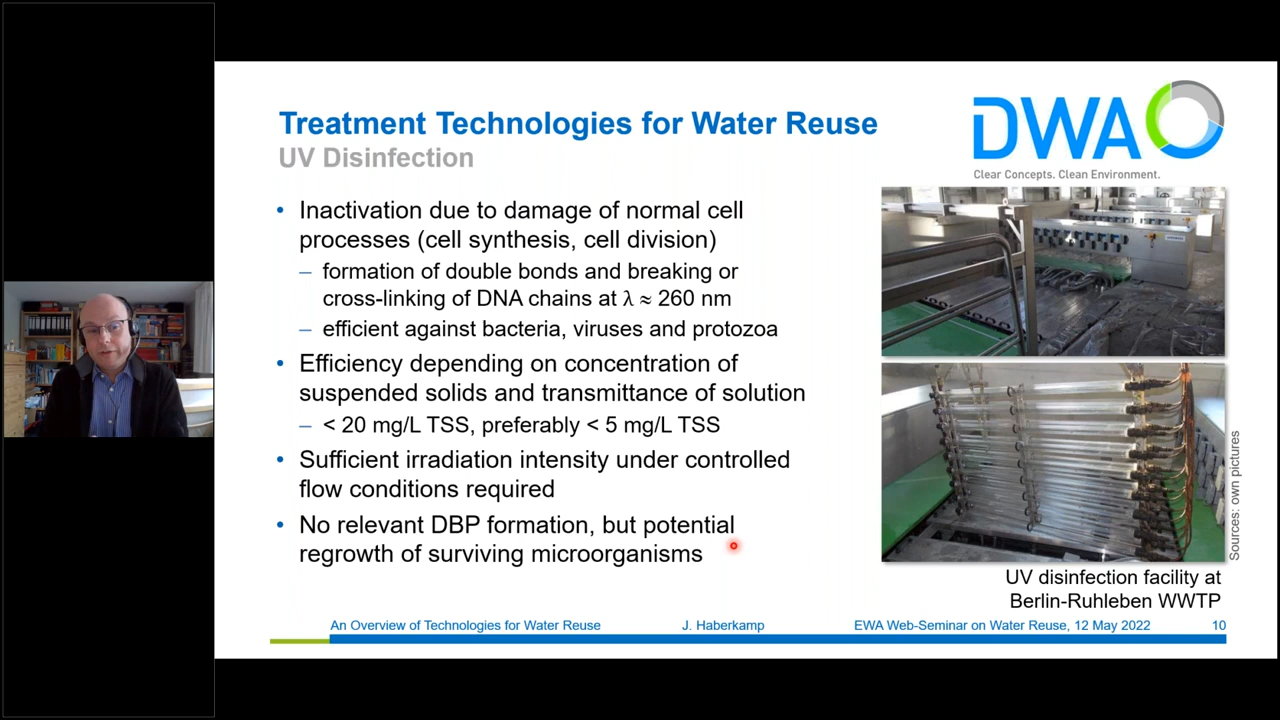 Treatment Technologies for Water Reuse
UV Disinfection
DWA
Clear Concepts. Clean Environment.
• Inactivation due to damage of normal cell
processes (cell synthesis, cell division)
– formation of double bonds and breaking or
cross-linking of DNA chains at λ ≈ 260 nm
– efficient against bacteria, viruses and protozoa
• Efficiency depending on concentration of
suspended solids and transmittance of solution
– < 20 mg/L TSS, preferably < 5 mg/L TSS
• Sufficient irradiation intensity under controlled
flow conditions required
• No relevant DBP formation, but potential
regrowth of surviving microorganisms
Sources: own pictures
UV disinfection facility at
Berlin-Ruhleben WWTP
An Overview of Technologies for Water Reuse J. Haberkamp EWA Web-Seminar on Water Reuse, 12 May 2022 10